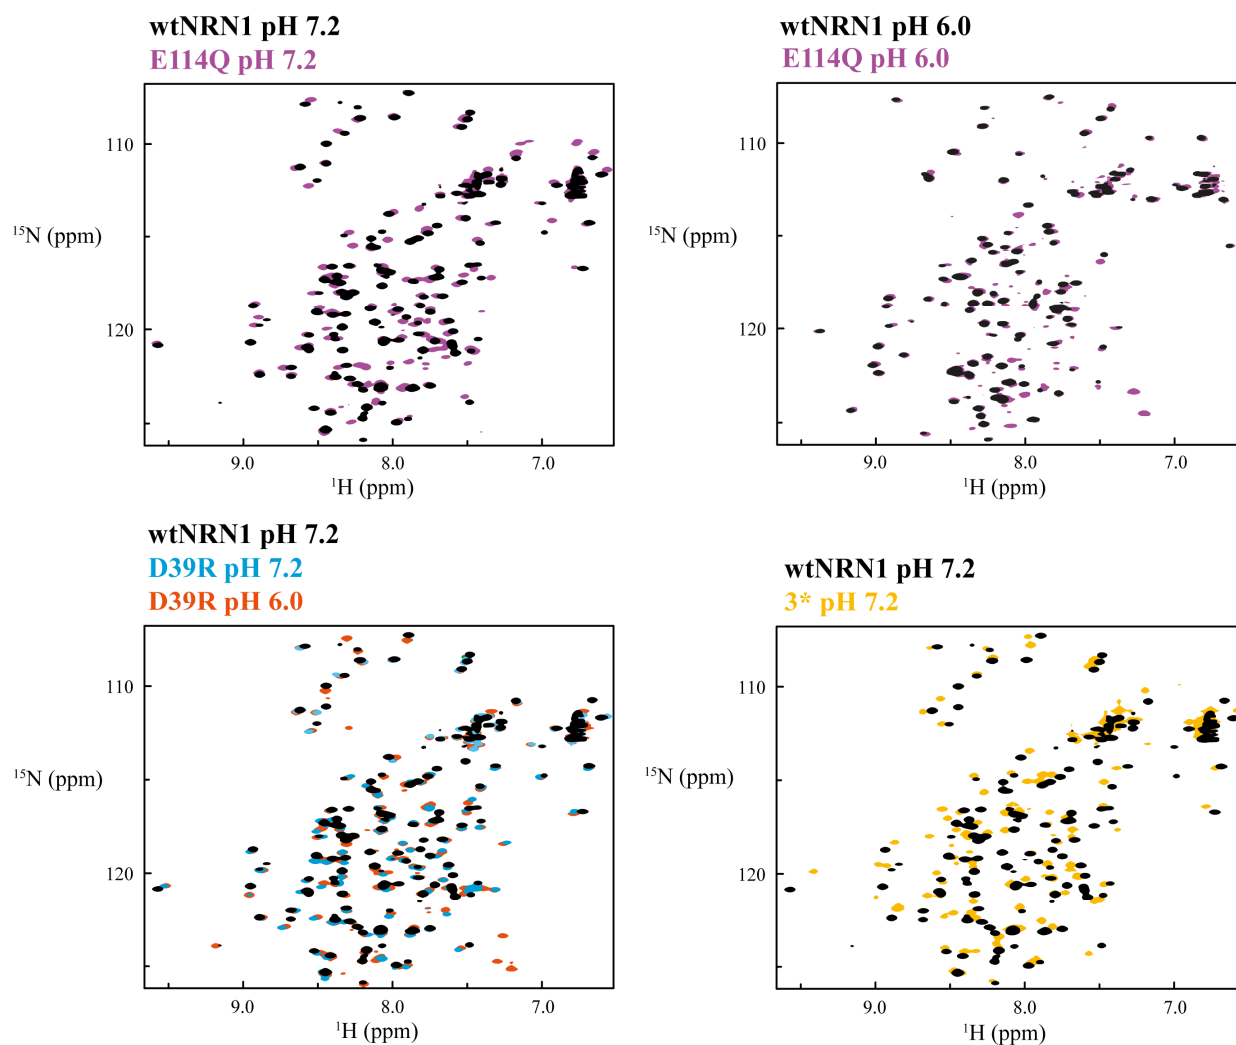 wtNRN1 pH 7.2
E114Q pH 7.2
110
120
¹⁵N (ppm)
9.0 8.0 7.0
¹H (ppm)
wtNRN1 pH 6.0
E114Q pH 6.0
110
120
¹⁵N (ppm)
9.0 8.0 7.0
¹H (ppm)
wtNRN1 pH 7.2
D39R pH 7.2
D39R pH 6.0
110
120
¹⁵N (ppm)
9.0 8.0 7.0
¹H (ppm)
wtNRN1 pH 7.2
3* pH 7.2
110
120
¹⁵N (ppm)
9.0 8.0 7.0
¹H (ppm)